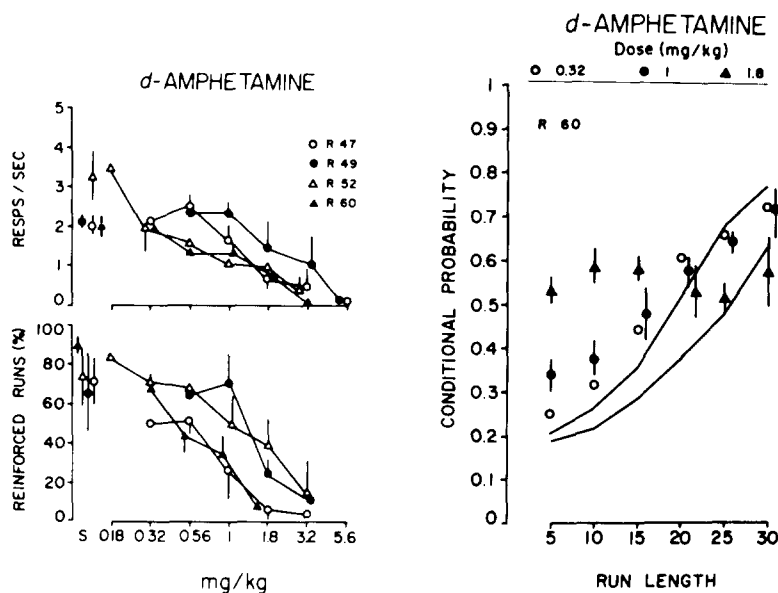 d-AMPHETAMINE
RESPS / SEC
5
4
3
2
1
0
R 47
R 49
R 52
R 60
REINFORCED RUNS (%)
100
80
60
40
20
0
S 018 0.32 0.56 1 1.8 3.2 5.6
mg/kg
d-AMPHETAMINE
Dose (mg/kg)
0.32 1 1.8
R 60
CONDITIONAL PROBABILITY
1
0.9
0.8
0.7
0.6
0.5
0.4
0.3
0.2
0.1
0
5 10 15 20 25 30
RUN LENGTH